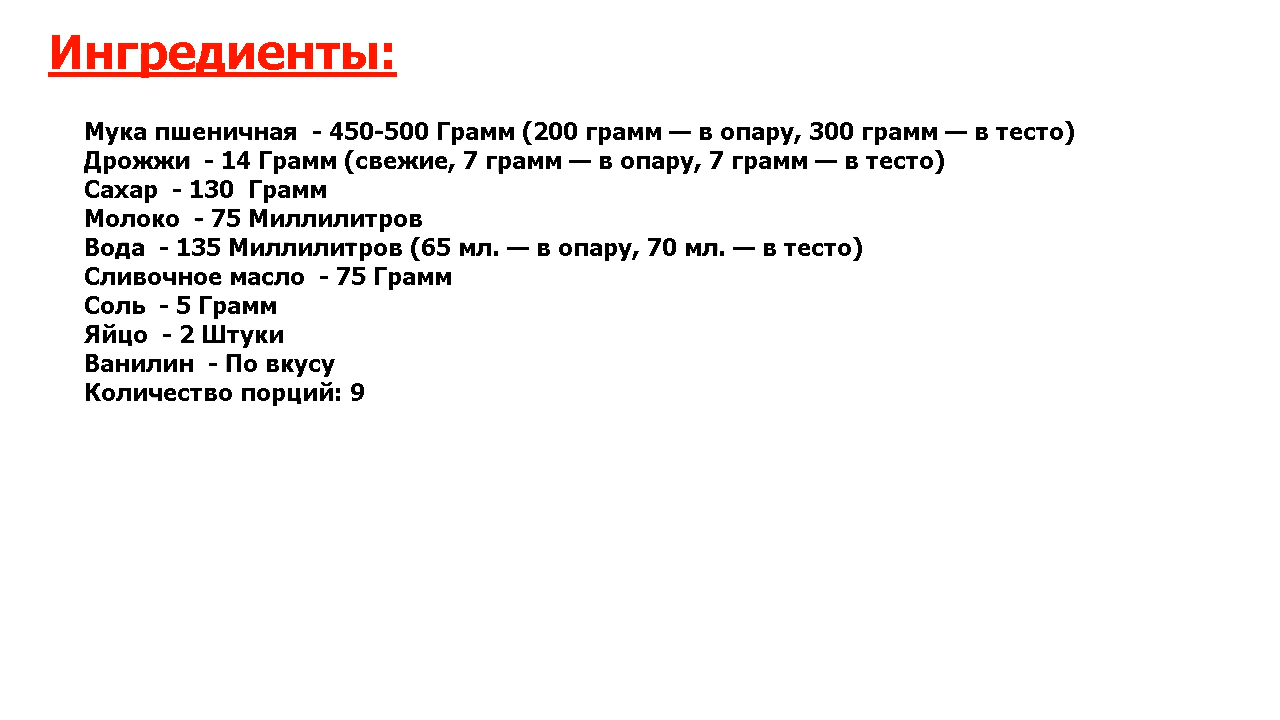 Ингредиенты:
Мука пшеничная  - 450-500 Грамм (200 грамм — в опару, 300 грамм — в тесто)
Дрожжи  - 14 Грамм (свежие, 7 грамм — в опару, 7 грамм — в тесто)
Сахар  - 130  Грамм
Молоко  - 75 Миллилитров
Вода  - 135 Миллилитров (65 мл. — в опару, 70 мл. — в тесто)
Сливочное масло  - 75 Грамм
Соль  - 5 Грамм
Яйцо  - 2 Штуки
Ванилин  - По вкусу
Количество порций: 9